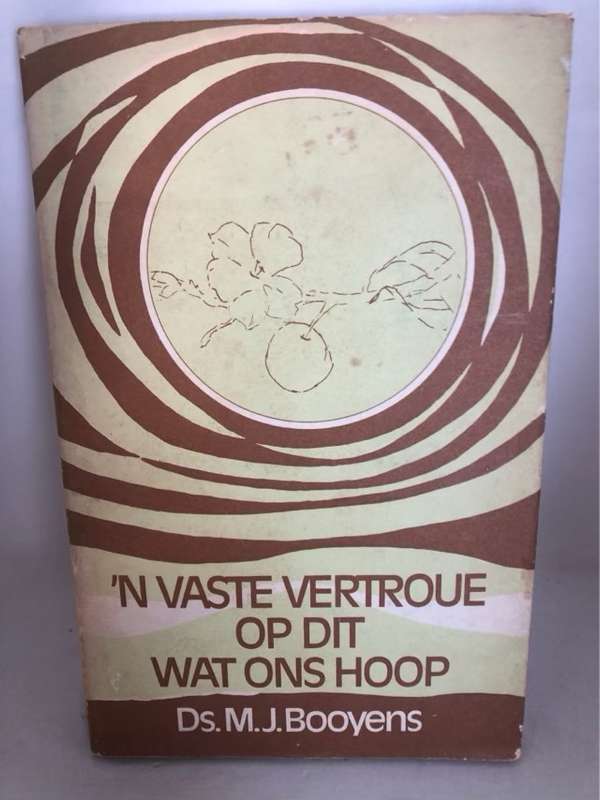 'N VASTE VERTROUE
OP DIT
WAT ONS HOOP
Ds. M.J. Booyens